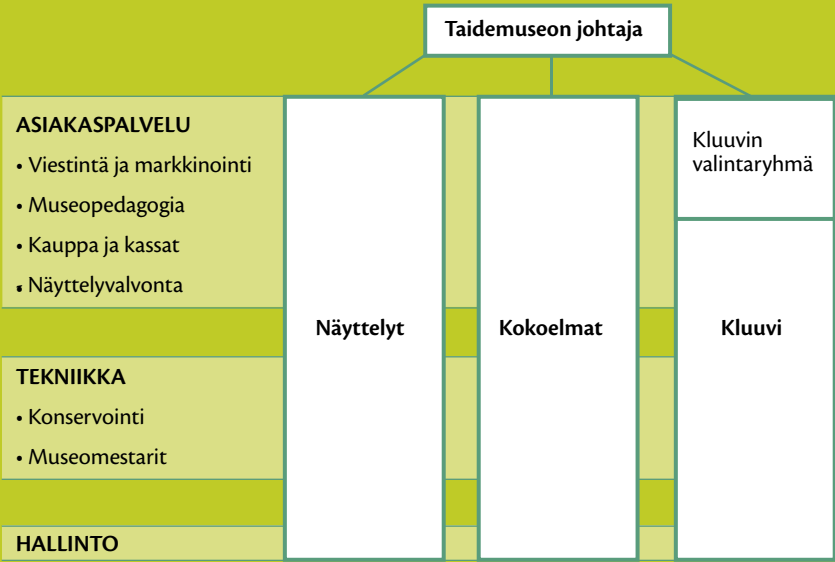 Taidemuseon johtaja
ASIAKASPALVELU
• Viestintä ja markkinointi
• Museopedagogia
• Kauppa ja kassat
• Näyttelyvalvonta
Kluuvin
valintaryhmä
Näyttelyt
Kokoelmat
Kluuvi
TEKNIIKKA
• Konservointi
• Museomestarit
HALLINTO